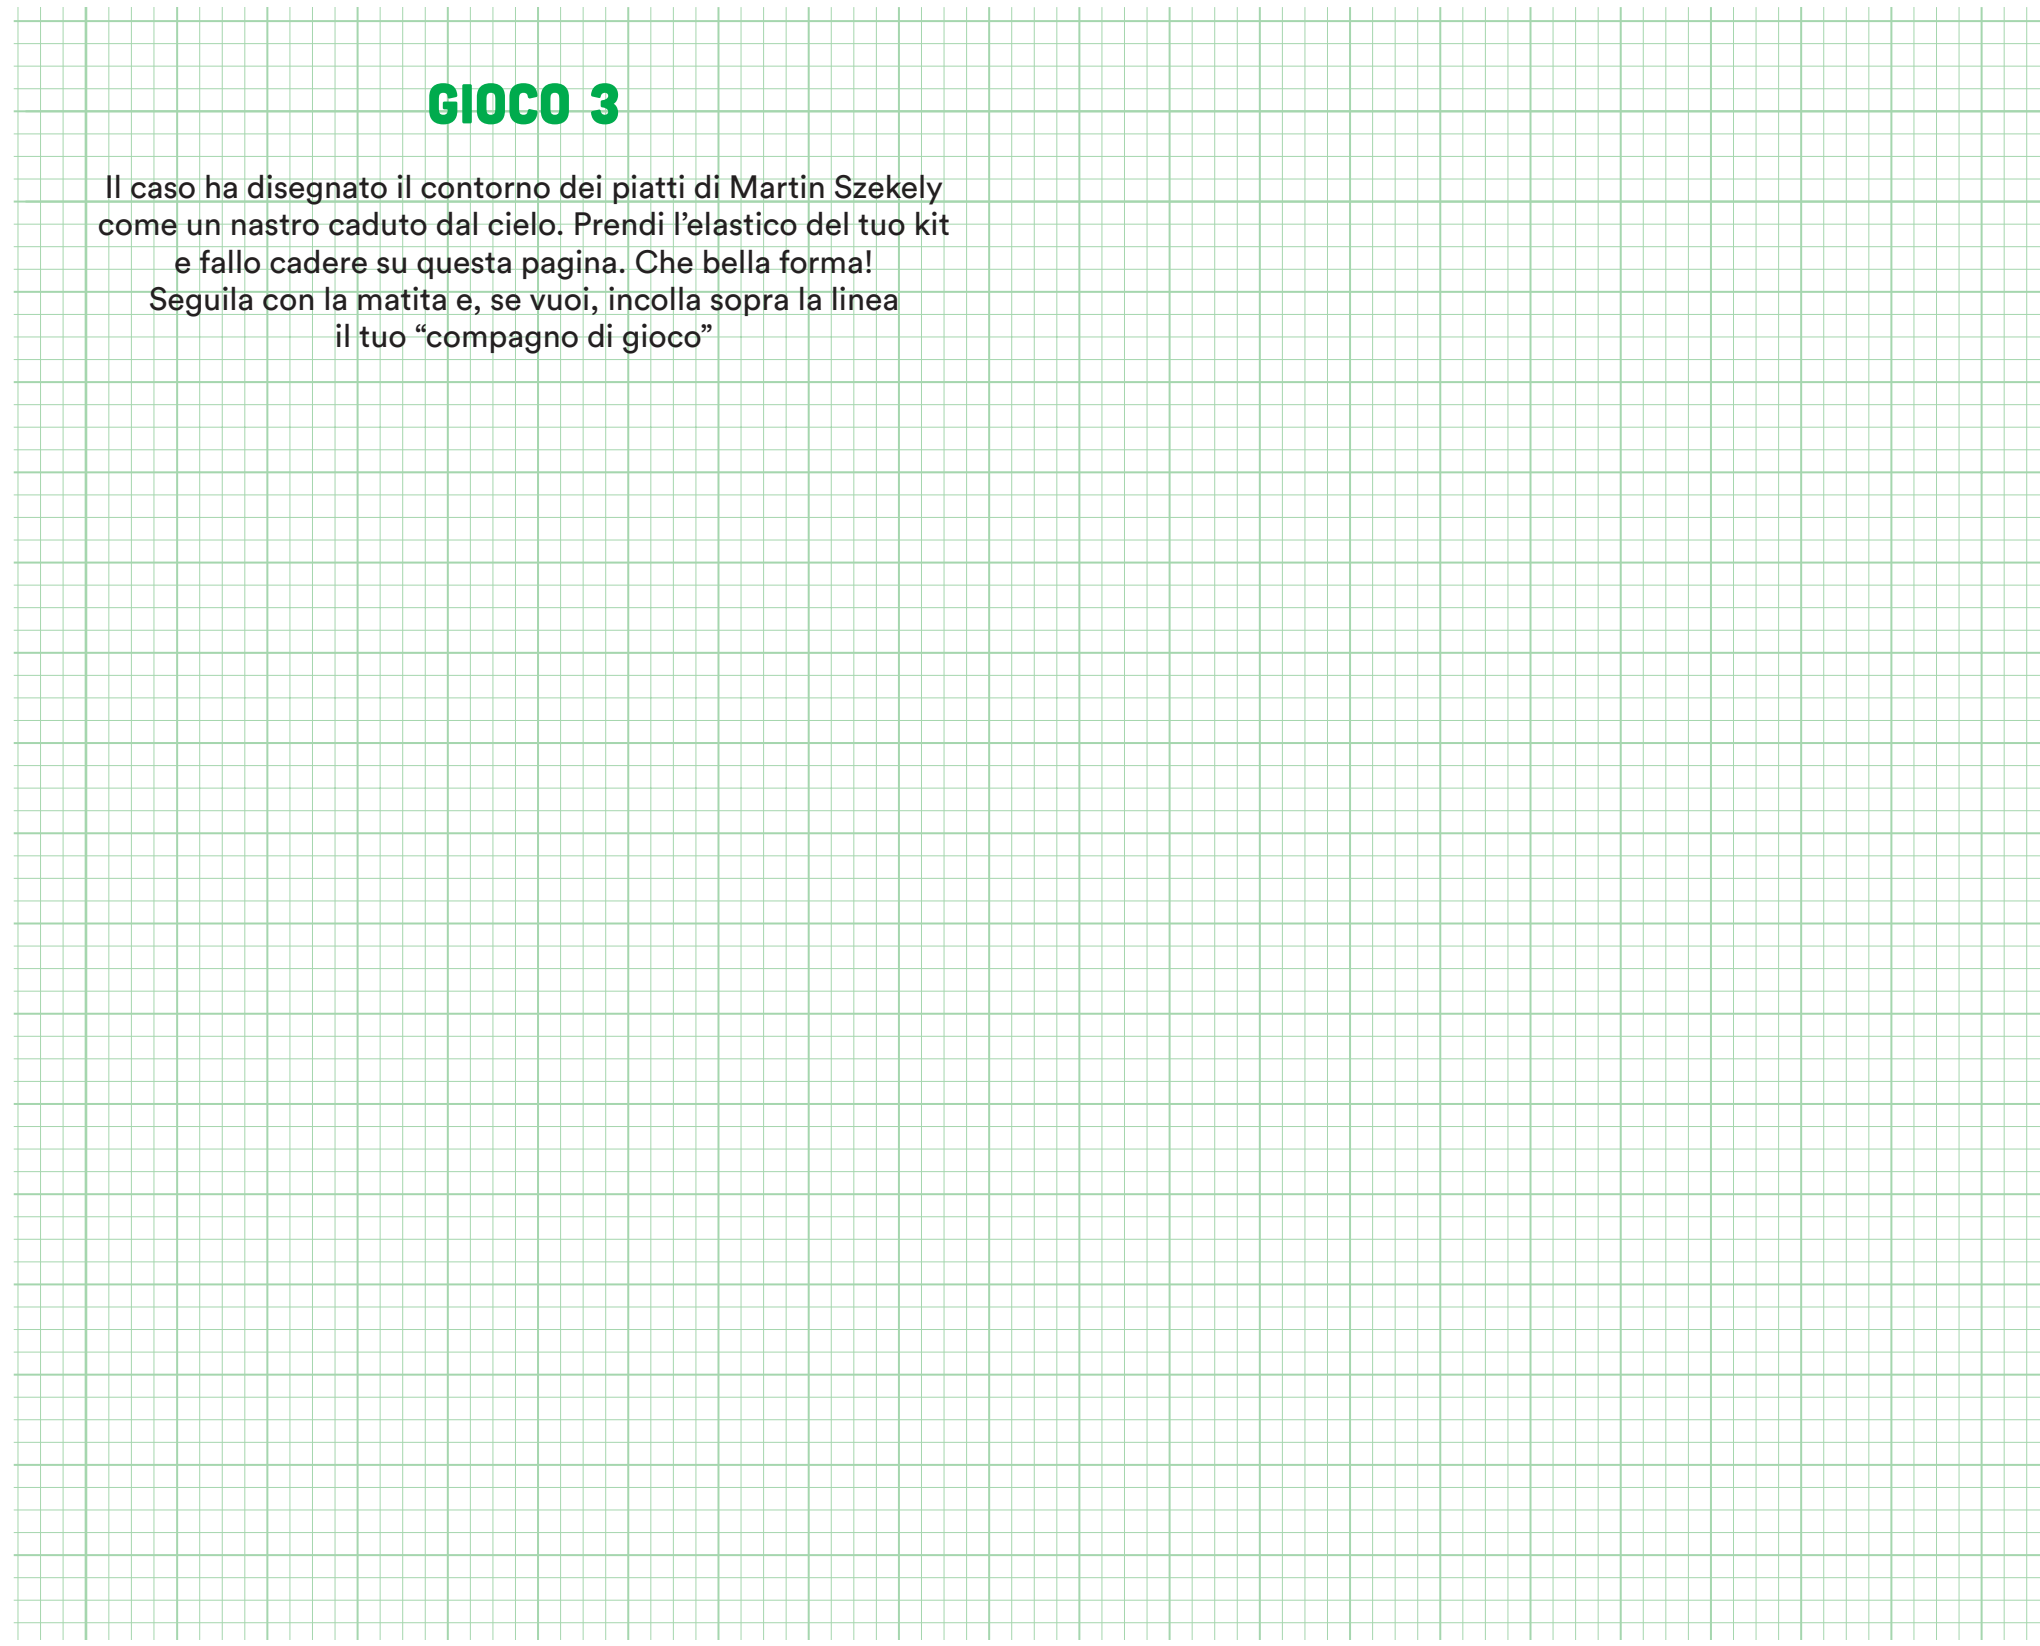 GIOCO 3
Il caso ha disegnato il contorno dei piatti di Martin Szekely
come un nastro caduto dal cielo. Prendi l’elastico del tuo kit
e fallo cadere su questa pagina. Che bella forma!
Seguila con la matita e, se vuoi, incolla sopra la linea
il tuo “compagno di gioco”